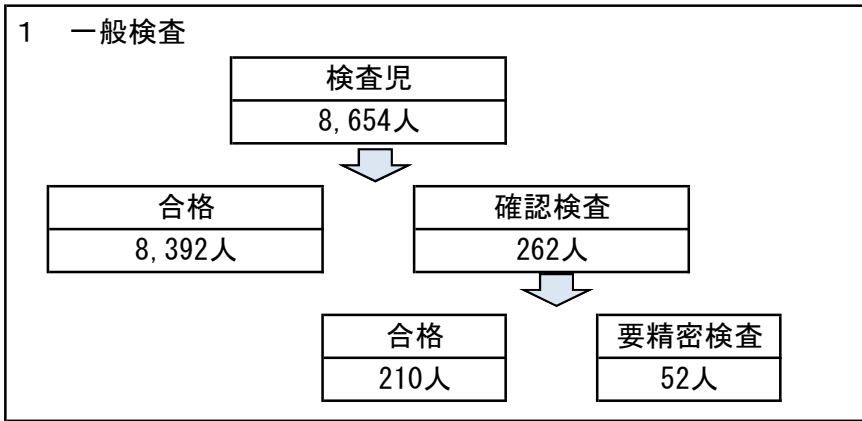 １　一般検査
検査児
8,654人
合格
確認検査
8,392人
262人
合格
要精密検査
210人
52人